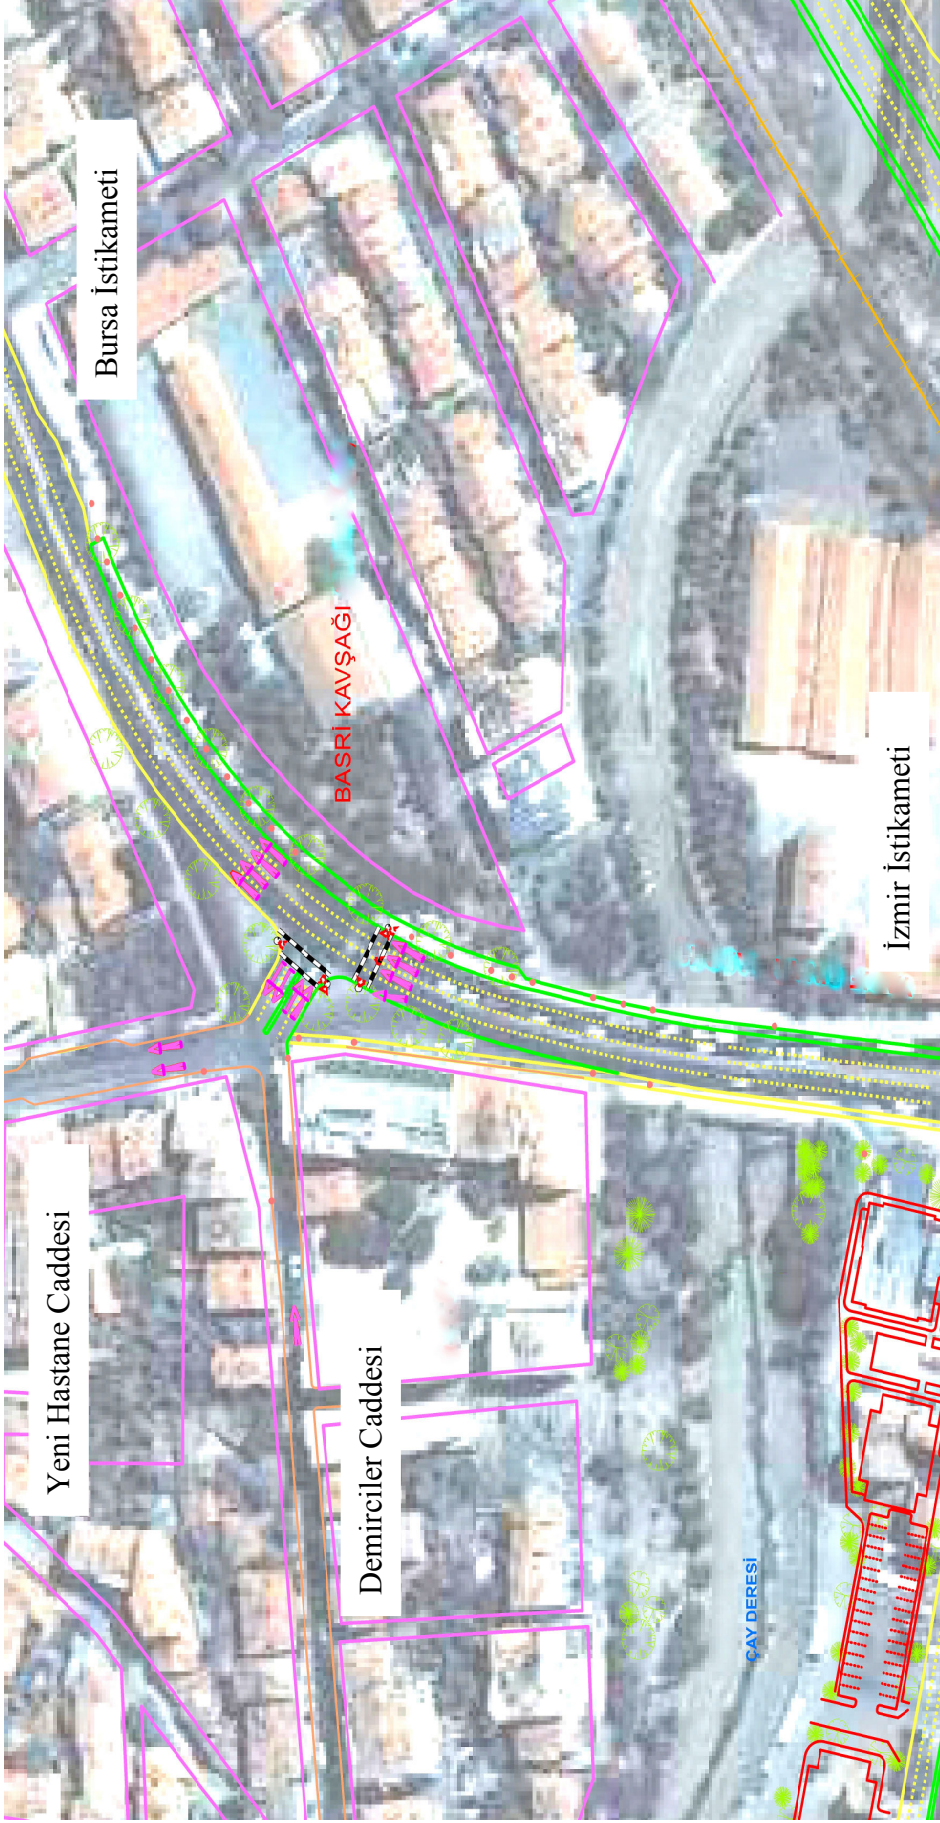 Bursa İstikameti
BASRİ KAVŞAĞI
İzmir İstikameti
Yeni Hastane Caddesi
Demirciler Caddesi
ÇAY DERESİ